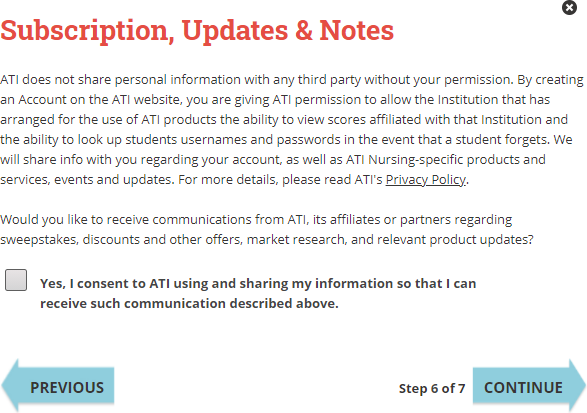 Subscription, Updates & Notes
ATI does not share personal information with any third party without your permission. By creating
an Account on the ATI website, you are giving ATI permission to allow the Institution that has
arranged for the use of ATI products the ability to view scores affiliated with that Institution and
the ability to look up students usernames and passwords in the event that a student forgets. We
will share info with you regarding your account, as well as ATI Nursing-specific products and
services, events and updates. For more details, please read ATI's Privacy Policy.
Would you like to receive communications from ATI, its affiliates or partners regarding
sweepstakes, discounts and other offers, market research, and relevant product updates?
Yes, I consent to ATI using and sharing my information so that I can
receive such communication described above.
PREVIOUS
Step 6 of 7
CONTINUE